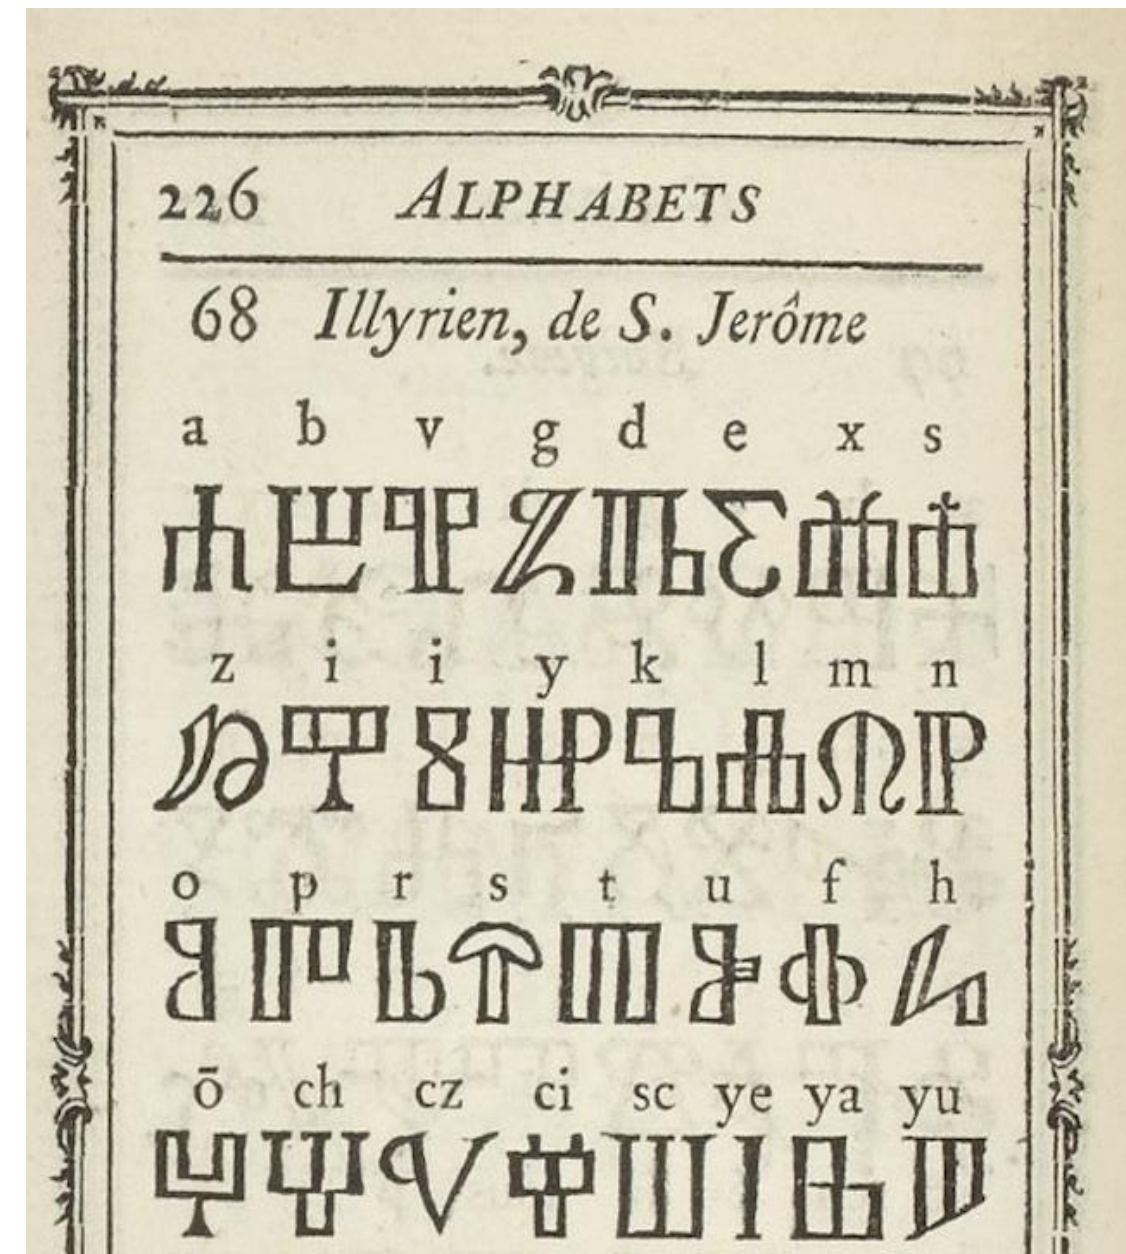 226 ALPHABETS
68 Illyrien, de S. Jerôme
a b v g d e x s
Ⰰ Ⰱ Ⰲ Ⰳ Ⰴ Ⰵ Ⰶ Ⰷ
z i i y k l m n
Ⰸ Ⰹ Ⰻ Ⰼ Ⰽ Ⰾ Ⱞ Ⱀ
o p r s t u f h
Ⱁ Ⱂ Ⱃ Ⱄ Ⱅ Ⱆ Ⱇ Ⱈ
ō ch cz ci sc ye ya yu
Ⱉ Ⱋ Ⱌ Ⱍ Ⱎ Ⱏ Ⱑ Ⱓ